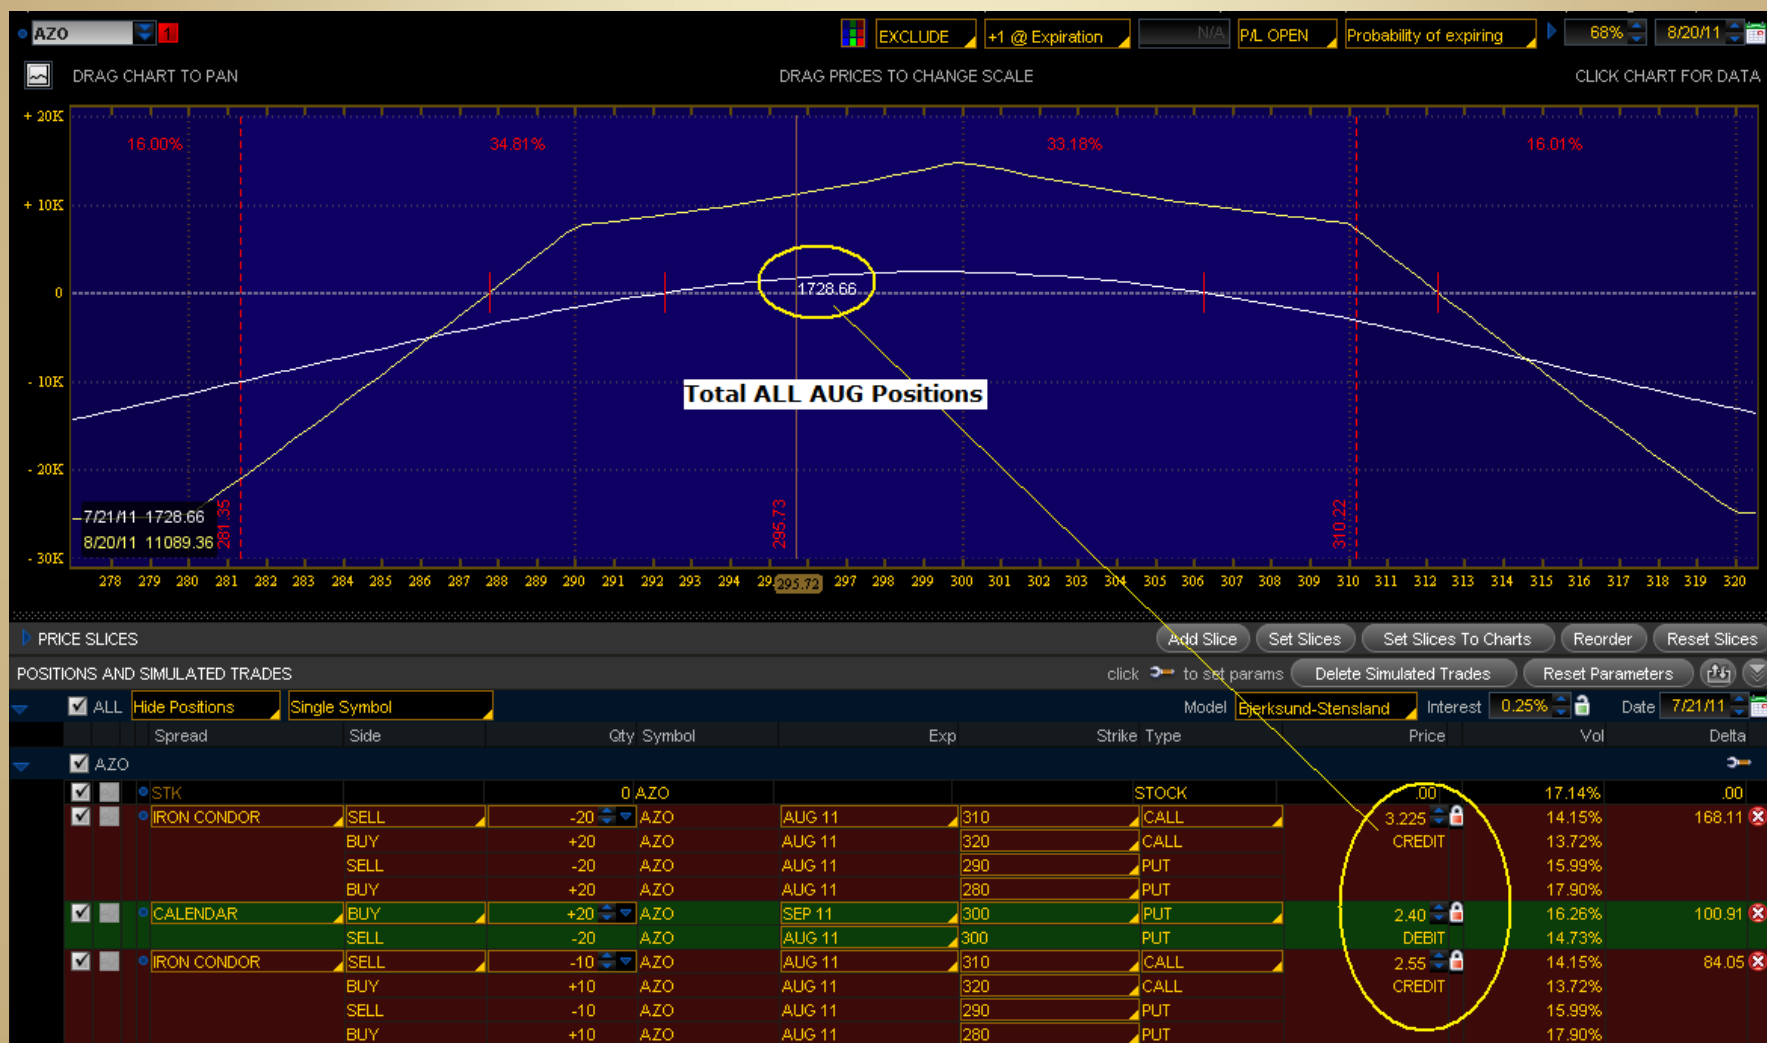 AZO 1 EXCLUDE +1 @ Expiration N/A P/L OPEN Probability of expiring 68% 8/20/11
DRAG CHART TO PAN DRAG PRICES TO CHANGE SCALE CLICK CHART FOR DATA
+ 20K
16.00% 34.81% 33.18% 16.01%
+ 10K
0
1728.66
- 10K
Total ALL AUG Positions
- 20K
7/21/11 1728.66
8/20/11 11089.36
281.35 295.73 310.22
- 30K
278 279 280 281 282 283 284 285 286 287 288 289 290 291 292 293 294 295.72 297 298 299 300 301 302 303 304 305 306 307 308 309 310 311 312 313 314 315 316 317 318 319 320
PRICE SLICES Add Slice Set Slices Set Slices To Charts Reorder Reset Slices
POSITIONS AND SIMULATED TRADES click to set params Delete Simulated Trades Reset Parameters
ALL Hide Positions Single Symbol Model Bjerksund-Stensland Interest 0.25% Date 7/21/11
Spread Side Qty Symbol Exp Strike Type Price Vol Delta
AZO
STK 0 AZO STOCK .00 17.14% .00
IRON CONDOR SELL -20 AZO AUG 11 310 CALL 3.225 14.15% 168.11
BUY +20 AZO AUG 11 320 CALL CREDIT 13.72%
SELL -20 AZO AUG 11 290 PUT 15.99%
BUY +20 AZO AUG 11 280 PUT 17.90%
CALENDAR BUY +20 AZO SEP 11 300 PUT 2.40 16.26% 100.91
SELL -20 AZO AUG 11 300 PUT DEBIT 14.73%
IRON CONDOR SELL -10 AZO AUG 11 310 CALL 2.55 14.15% 84.05
BUY +10 AZO AUG 11 320 CALL CREDIT 13.72%
SELL -10 AZO AUG 11 290 PUT 15.99%
BUY +10 AZO AUG 11 280 PUT 17.90%